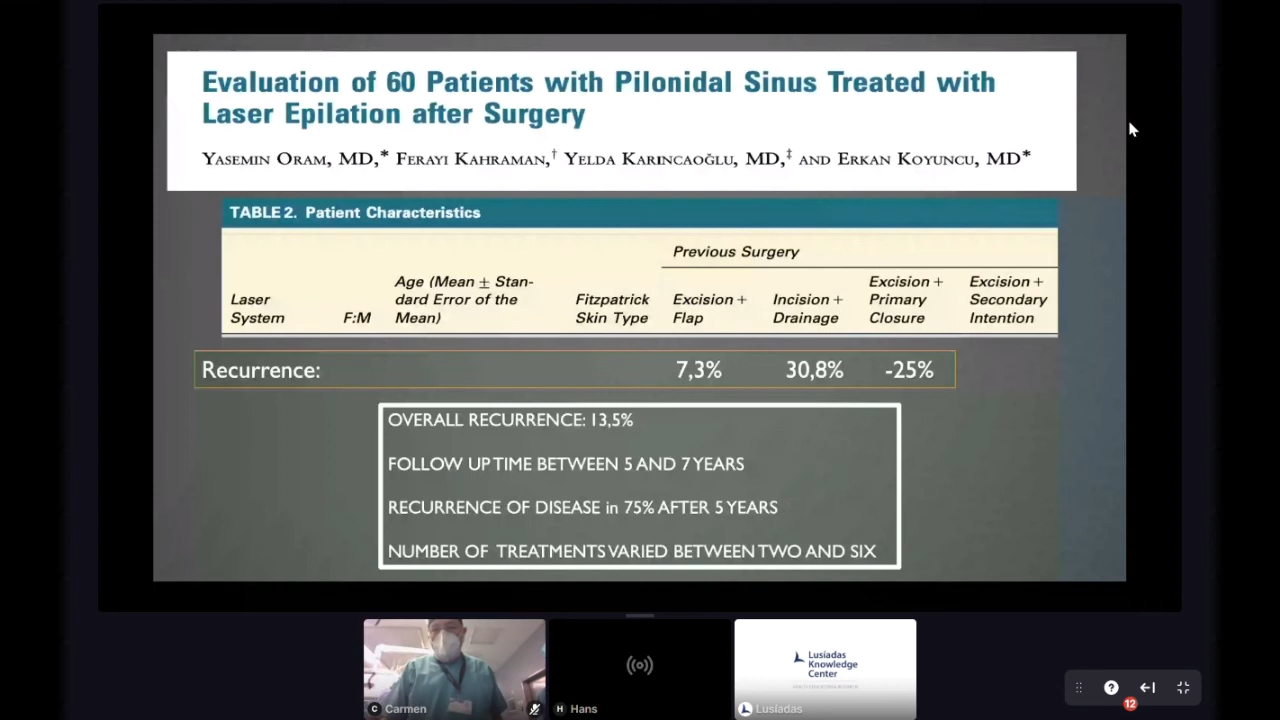 Evaluation of 60 Patients with Pilonidal Sinus Treated with
Laser Epilation after Surgery
YASEMIN ORAM, MD,* FERAYI KAHRAMAN,† YELDA KARINCAOĞLU, MD,‡ AND ERKAN KOYUNCU, MD*
TABLE 2. Patient Characteristics
Previous Surgery
Laser
System
F:M
Age (Mean ± Stan-
dard Error of the
Mean)
Fitzpatrick
Skin Type
Excision +
Flap
Incision +
Drainage
Excision +
Primary
Closure
Excision +
Secondary
Intention
Recurrence: 7,3% 30,8% -25%
OVERALL RECURRENCE: 13,5%
FOLLOW UP TIME BETWEEN 5 AND 7 YEARS
RECURRENCE OF DISEASE in 75% AFTER 5 YEARS
NUMBER OF TREATMENTS VARIED BETWEEN TWO AND SIX
C Carmen
H Hans
Lusíadas
Knowledge
Center
Lusíadas
12